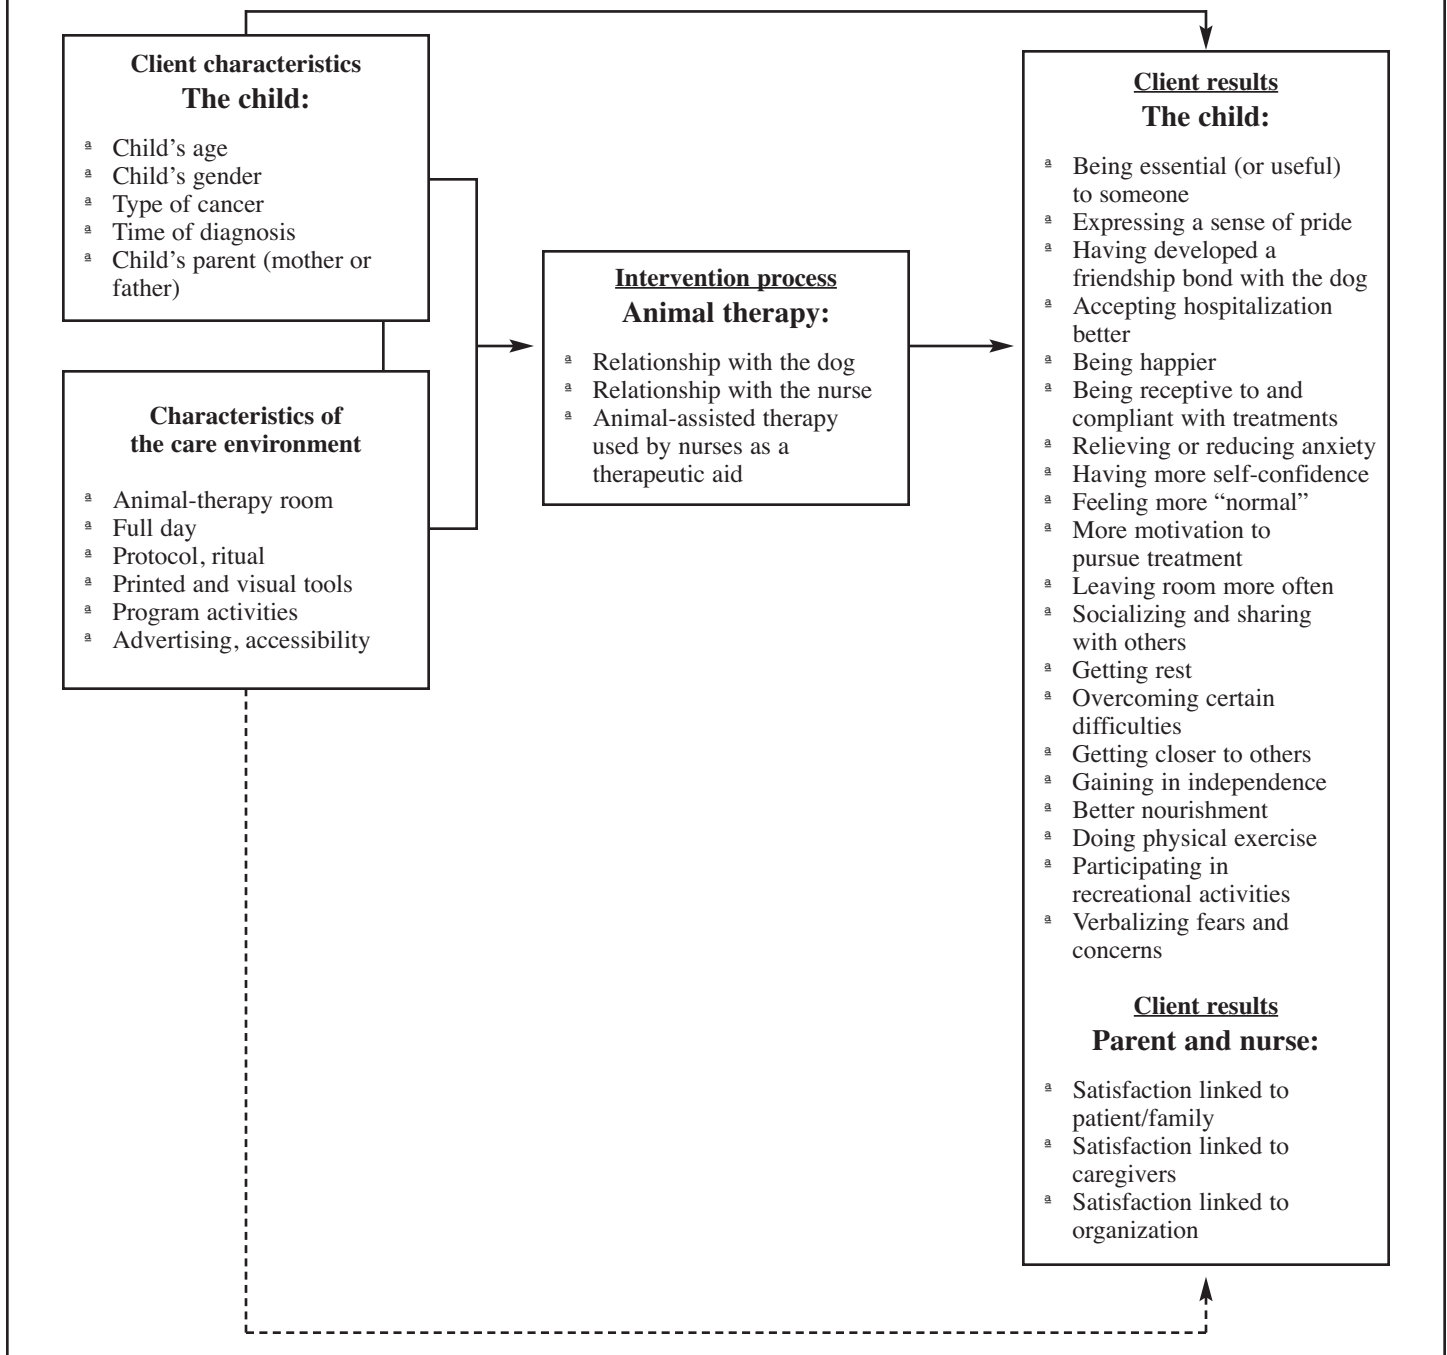 Client characteristics
The child:
ª Child’s age
ª Child’s gender
ª Type of cancer
ª Time of diagnosis
ª Child’s parent (mother or
father)
Characteristics of
the care environment
ª Animal-therapy room
ª Full day
ª Protocol, ritual
ª Printed and visual tools
ª Program activities
ª Advertising, accessibility
Intervention process
Animal therapy:
ª Relationship with the dog
ª Relationship with the nurse
ª Animal-assisted therapy
used by nurses as a
therapeutic aid
Client results
The child:
ª Being essential (or useful)
to someone
ª Expressing a sense of pride
ª Having developed a
friendship bond with the dog
ª Accepting hospitalization
better
ª Being happier
ª Being receptive to and
compliant with treatments
ª Relieving or reducing anxiety
ª Having more self-confidence
ª Feeling more “normal”
ª More motivation to
pursue treatment
ª Leaving room more often
ª Socializing and sharing
with others
ª Getting rest
ª Overcoming certain
difficulties
ª Getting closer to others
ª Gaining in independence
ª Better nourishment
ª Doing physical exercise
ª Participating in
recreational activities
ª Verbalizing fears and
concerns
Client results
Parent and nurse:
ª Satisfaction linked to
patient/family
ª Satisfaction linked to
caregivers
ª Satisfaction linked to
organization